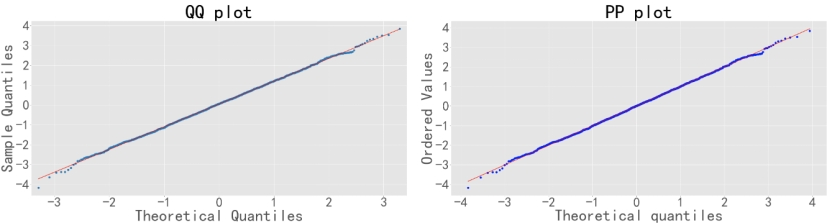 QQ plot
4
3
2
1
0
−1
−2
−3
−4
Sample Quantiles
−3 −2 −1 0 1 2 3
Theoretical Quantiles
PP plot
4
3
2
1
0
−1
−2
−3
−4
Ordered Values
−4 −3 −2 −1 0 1 2 3 4
Theoretical quantiles